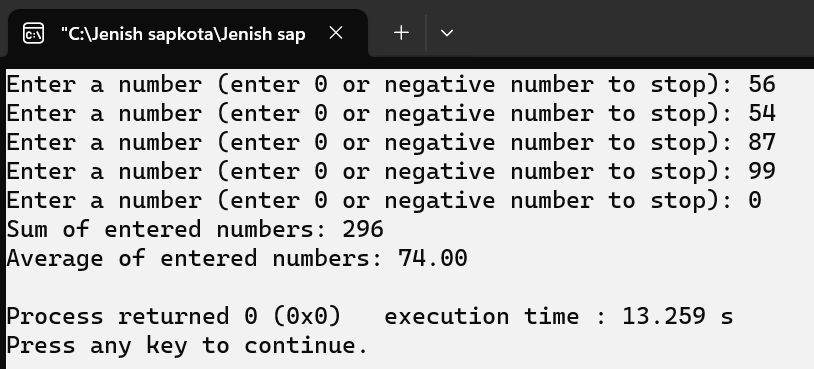 "C:\Jenish sapkota\Jenish sap
Enter a number (enter 0 or negative number to stop): 56
Enter a number (enter 0 or negative number to stop): 54
Enter a number (enter 0 or negative number to stop): 87
Enter a number (enter 0 or negative number to stop): 99
Enter a number (enter 0 or negative number to stop): 0
Sum of entered numbers: 296
Average of entered numbers: 74.00
Process returned 0 (0x0)   execution time : 13.259 s
Press any key to continue.